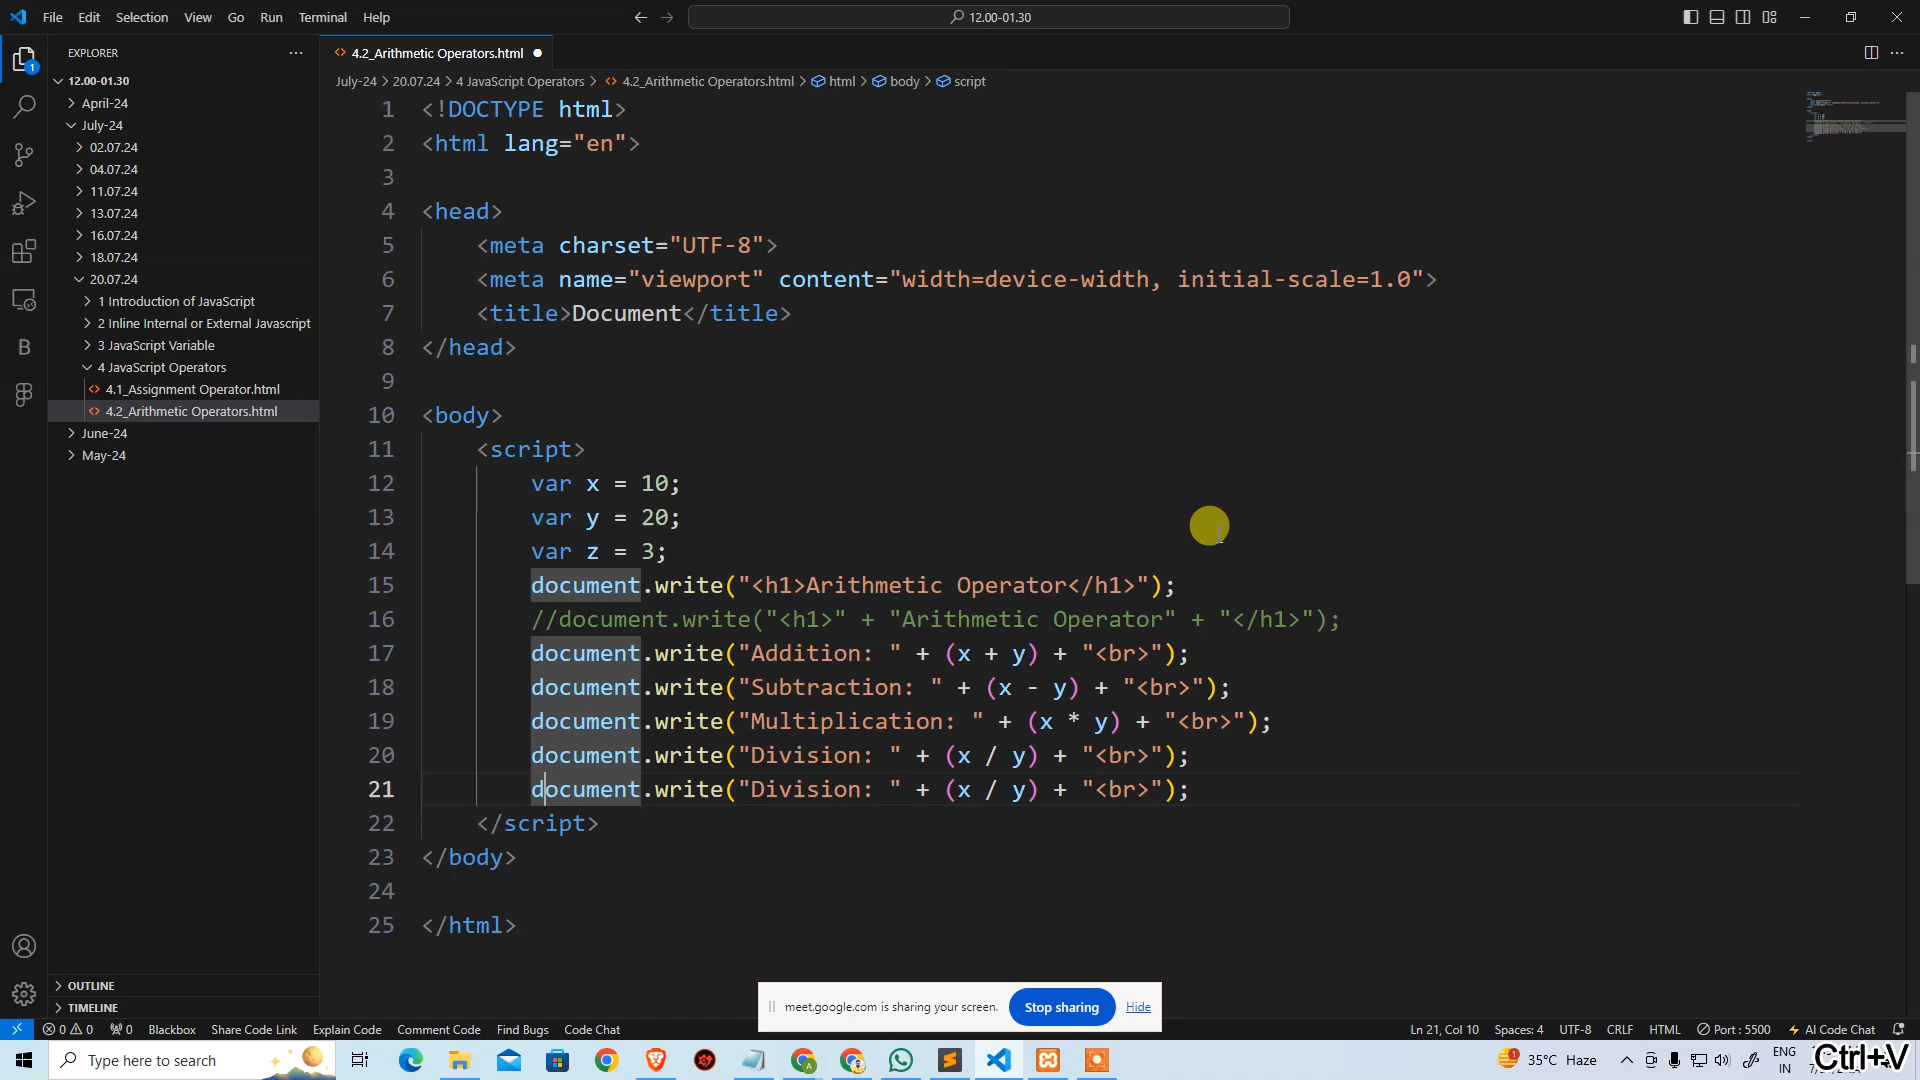 File Edit Selection View Go Run Terminal Help
12.00-01.30
EXPLORER
4.2_Arithmetic Operators.html
12.00-01.30
April-24
July-24
02.07.24
04.07.24
11.07.24
13.07.24
16.07.24
18.07.24
20.07.24
1 Introduction of JavaScript
2 Inline Internal or External Javascript
3 JavaScript Variable
4 JavaScript Operators
4.1_Assignment Operator.html
4.2_Arithmetic Operators.html
June-24
May-24
OUTLINE
TIMELINE
1
B
July-24 > 20.07.24 > 4 JavaScript Operators > 4.2_Arithmetic Operators.html > html > body > script
1 <!DOCTYPE html>
2 <html lang="en">
3
4 <head>
5 <meta charset="UTF-8">
6 <meta name="viewport" content="width=device-width, initial-scale=1.0">
7 <title>Document</title>
8 </head>
9
10 <body>
11 <script>
12 var x = 10;
13 var y = 20;
14 var z = 3;
15 document.write("<h1>Arithmetic Operator</h1>");
16 //document.write("<h1>" + "Arithmetic Operator" + "</h1>");
17 document.write("Addition: " + (x + y) + "<br>");
18 document.write("Subtraction: " + (x - y) + "<br>");
19 document.write("Multiplication: " + (x * y) + "<br>");
20 document.write("Division: " + (x / y) + "<br>");
21 document.write("Division: " + (x / y) + "<br>");
22 </script>
23 </body>
24
25 </html>
meet.google.com is sharing your screen. Stop sharing Hide
0 0 0 Blackbox Share Code Link Explain Code Comment Code Find Bugs Code Chat Ln 21, Col 10 Spaces: 4 UTF-8 CRLF HTML Port : 5500 AI Code Chat
Type here to search
1 35°C Haze
ENG
IN
Ctrl+V